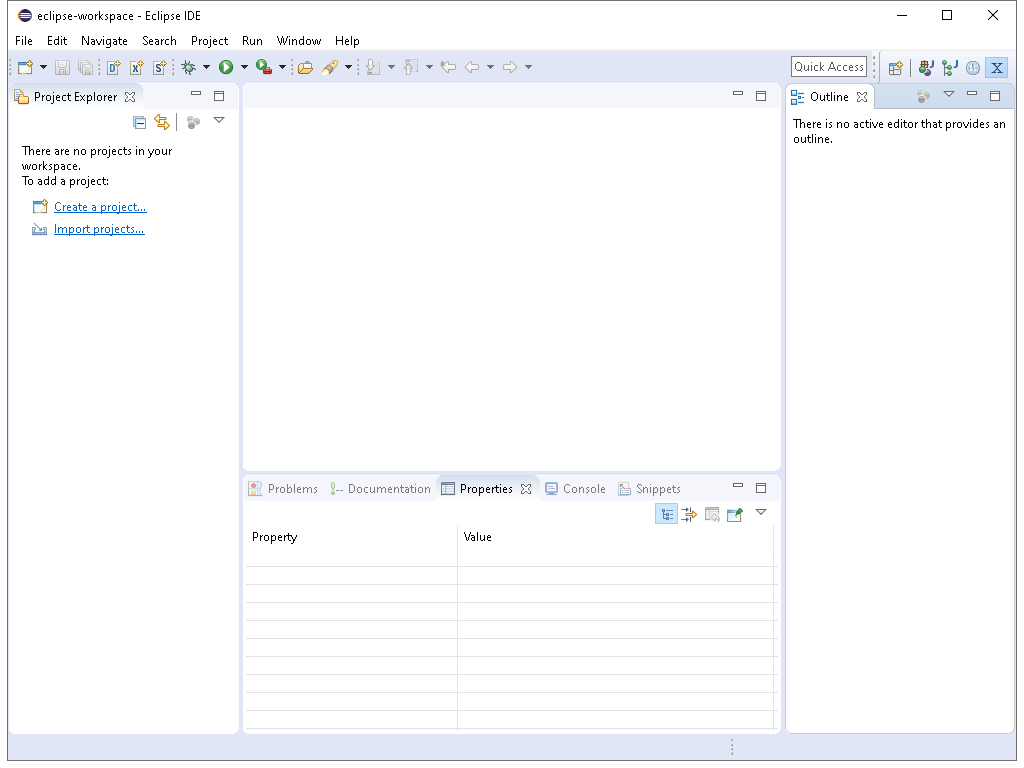 eclipse-workspace - Eclipse IDE
File Edit Navigate Search Project Run Window Help
Quick Access
Project Explorer
There are no projects in your
workspace.
To add a project:
Create a project...
Import projects...
Outline
There is no active editor that provides an
outline.
Problems Documentation Properties Console Snippets
Property Value